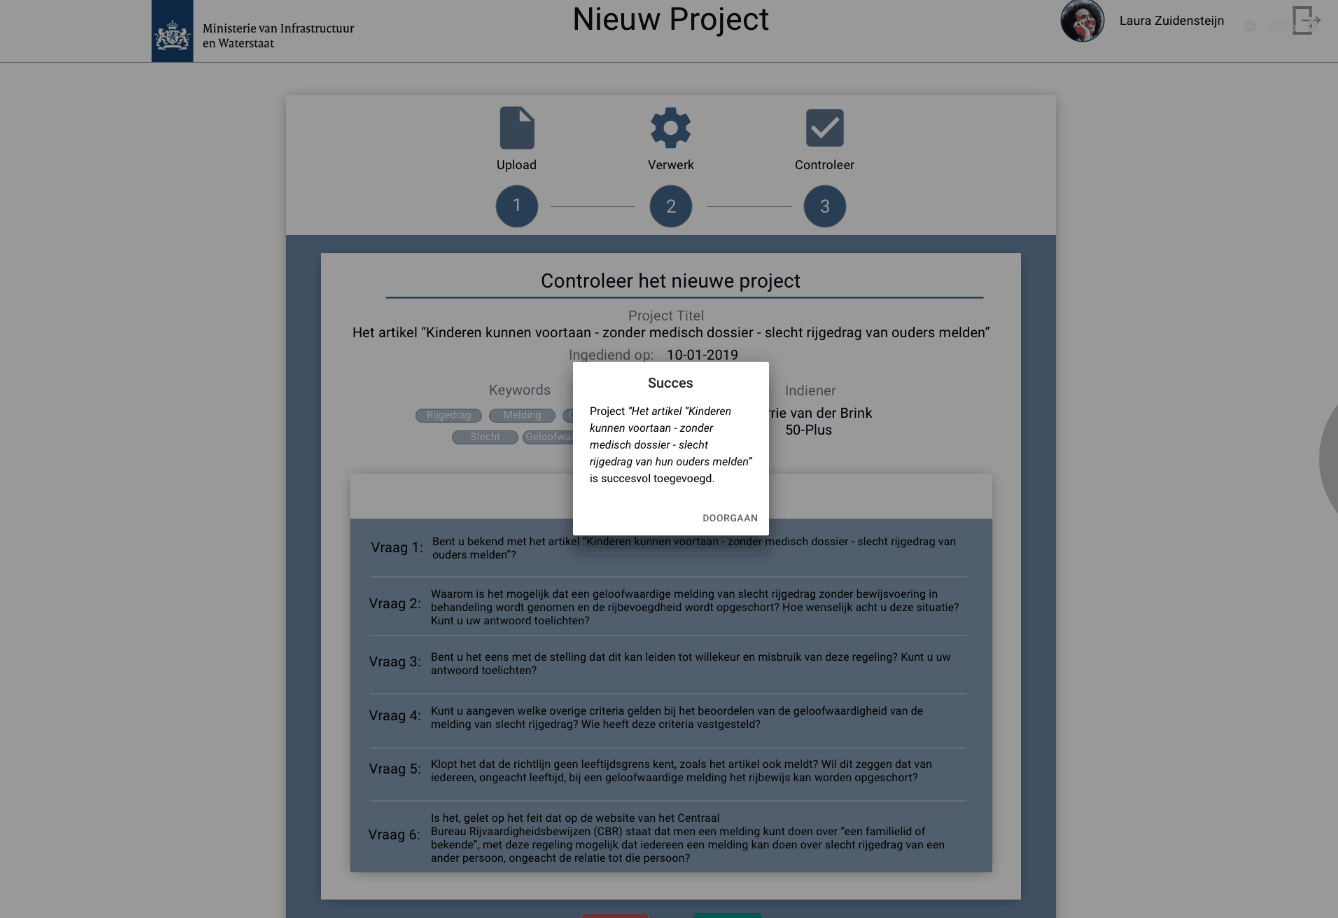 Ministerie van Infrastructuur
en Waterstaat
Nieuw Project
Laura Zuidensteijn
Upload
Verwerk
Controleer
1
2
3
Controleer het nieuwe project
Project Titel
Het artikel “Kinderen kunnen voortaan - zonder medisch dossier - slecht rijgedrag van ouders melden”
Ingediend op: 10-01-2019
Keywords
Indiener
Rijgedrag
Melding
Slecht
van der Brink
50-Plus
Succes
Project “Het artikel “Kinderen
kunnen voortaan - zonder
medisch dossier - slecht
rijgedrag van hun ouders melden”
is succesvol toegevoegd.
DOORGAAN
Vraag 1:
Bent u bekend met het artikel “Kinderen kunnen voortaan - zonder medisch dossier - slecht rijgedrag van
ouders melden”?
Vraag 2:
Waarom is het mogelijk dat een geloofwaardige melding van slecht rijgedrag zonder bewijsvoering in
behandeling wordt genomen en de rijbevoegdheid wordt opgeschort? Hoe wenselijk acht u deze situatie?
Kunt u uw antwoord toelichten?
Vraag 3:
Bent u het eens met de stelling dat dit kan leiden tot willekeur en misbruik van deze regeling? Kunt u uw
antwoord toelichten?
Vraag 4:
Kunt u aangeven welke overige criteria gelden bij het beoordelen van de geloofwaardigheid van de
melding van slecht rijgedrag? Wie heeft deze criteria vastgesteld?
Vraag 5:
Klopt het dat de richtlijn geen leeftijdsgrens kent, zoals het artikel ook meldt? Wil dit zeggen dat van
iedereen, ongeacht leeftijd, bij een geloofwaardige melding het rijbewijs kan worden opgeschort?
Vraag 6:
Is het, gelet op het feit dat op de website van het Centraal
Bureau Rijvaardigheidsbewijzen (CBR) staat dat men een melding kunt doen over “een familielid of
bekende”, met deze regeling mogelijk dat iedereen een melding kan doen over slecht rijgedrag van een
ander persoon, ongeacht de relatie tot die persoon?